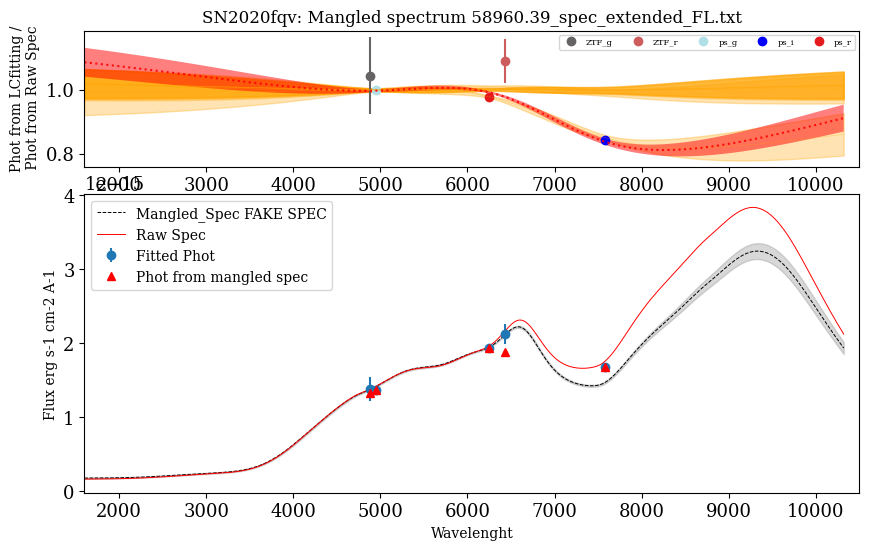 SN2020fqv: Mangled spectrum 58960.39_spec_extended_FL.txt
Phot from LCfitting /
Phot from Raw Spec
1.0
0.8
ZTF_g ZTF_r ps_g ps_i ps_r
2000 3000 4000 5000 6000 7000 8000 9000 10000
Mangled_Spec FAKE SPEC
Raw Spec
Fitted Phot
Phot from mangled spec
Flux erg s-1 cm-2 A-1
4
3
2
1
0
2000 3000 4000 5000 6000 7000 8000 9000 10000
Wavelenght